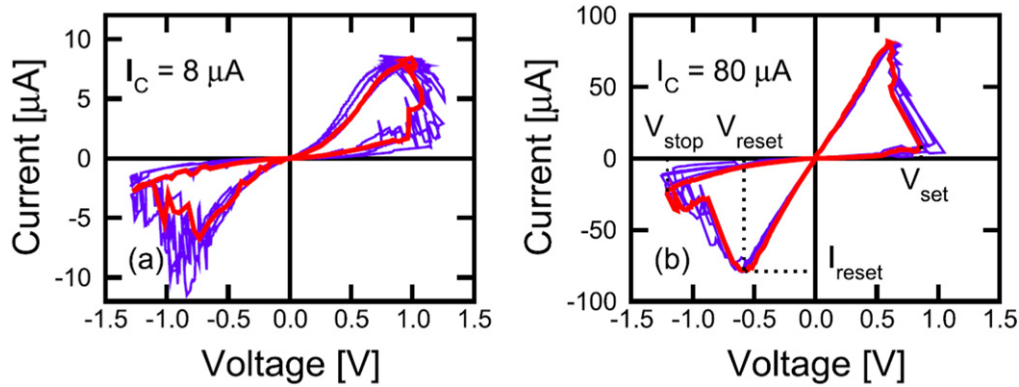 10
5
0
-5
-10
Current [μA]
I_C = 8 μA
(a)
-1.5 -1.0 -0.5 0.0 0.5 1.0 1.5
Voltage [V]
100
50
0
-50
-100
Current [μA]
I_C = 80 μA
V_stop V_reset
V_set
I_reset
(b)
-1.5 -1.0 -0.5 0.0 0.5 1.0 1.5
Voltage [V]